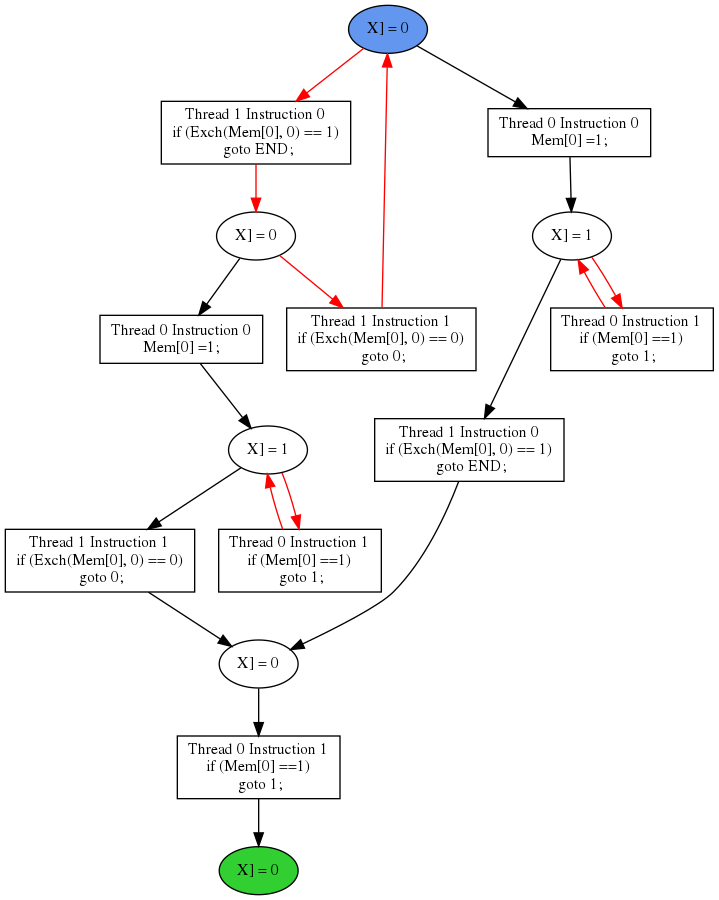 X] = 0
Thread 1 Instruction 0
if (Exch(Mem[0], 0) == 1)
goto END;
Thread 0 Instruction 0
Mem[0] =1;
X] = 0
X] = 1
Thread 0 Instruction 0
Mem[0] =1;
Thread 1 Instruction 1
if (Exch(Mem[0], 0) == 0)
goto 0;
Thread 0 Instruction 1
if (Mem[0] ==1)
goto 1;
X] = 1
Thread 1 Instruction 0
if (Exch(Mem[0], 0) == 1)
goto END;
Thread 1 Instruction 1
if (Exch(Mem[0], 0) == 0)
goto 0;
Thread 0 Instruction 1
if (Mem[0] ==1)
goto 1;
X] = 0
Thread 0 Instruction 1
if (Mem[0] ==1)
goto 1;
X] = 0